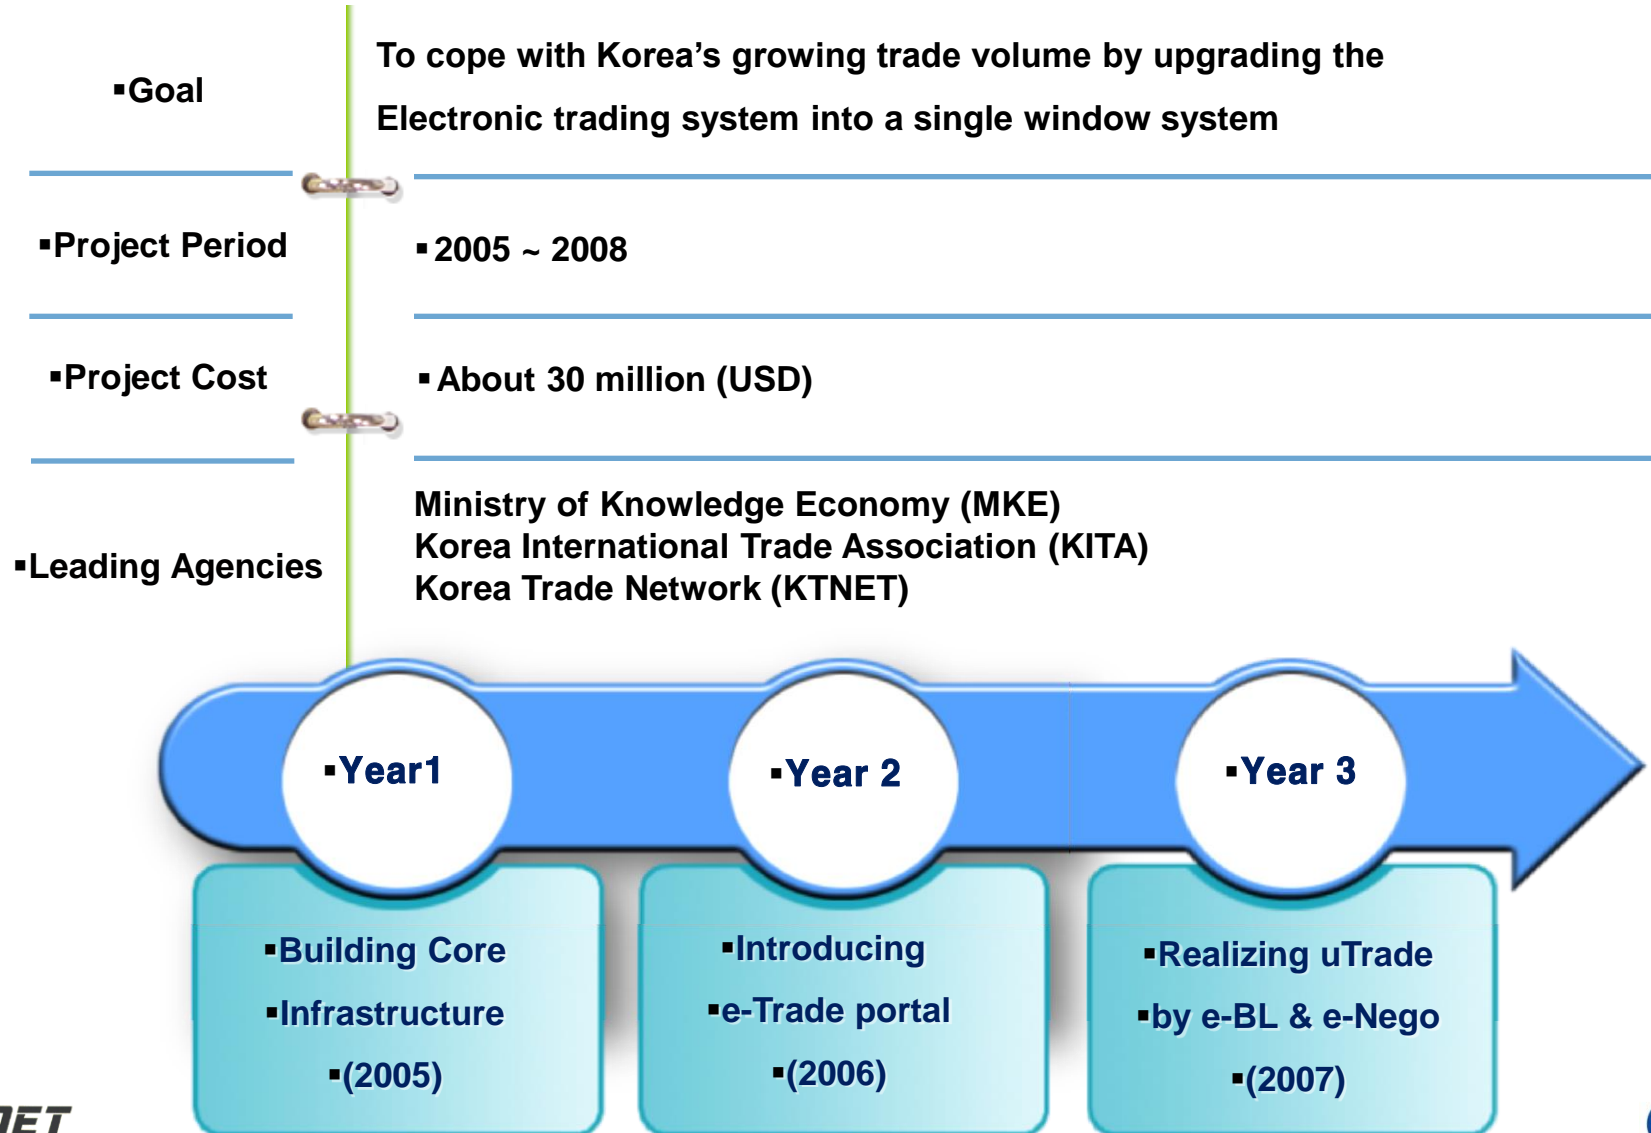 ▪Goal
To cope with Korea’s growing trade volume by upgrading the
Electronic trading system into a single window system
▪Project Period
▪2005 ~ 2008
▪Project Cost
▪About 30 million (USD)
▪Leading Agencies
Ministry of Knowledge Economy (MKE)
Korea International Trade Association (KITA)
Korea Trade Network (KTNET)
▪Year1
▪Year 2
▪Year 3
▪Building Core
▪Infrastructure
▪(2005)
▪Introducing
▪e-Trade portal
▪(2006)
▪Realizing uTrade
▪by e-BL & e-Nego
▪(2007)